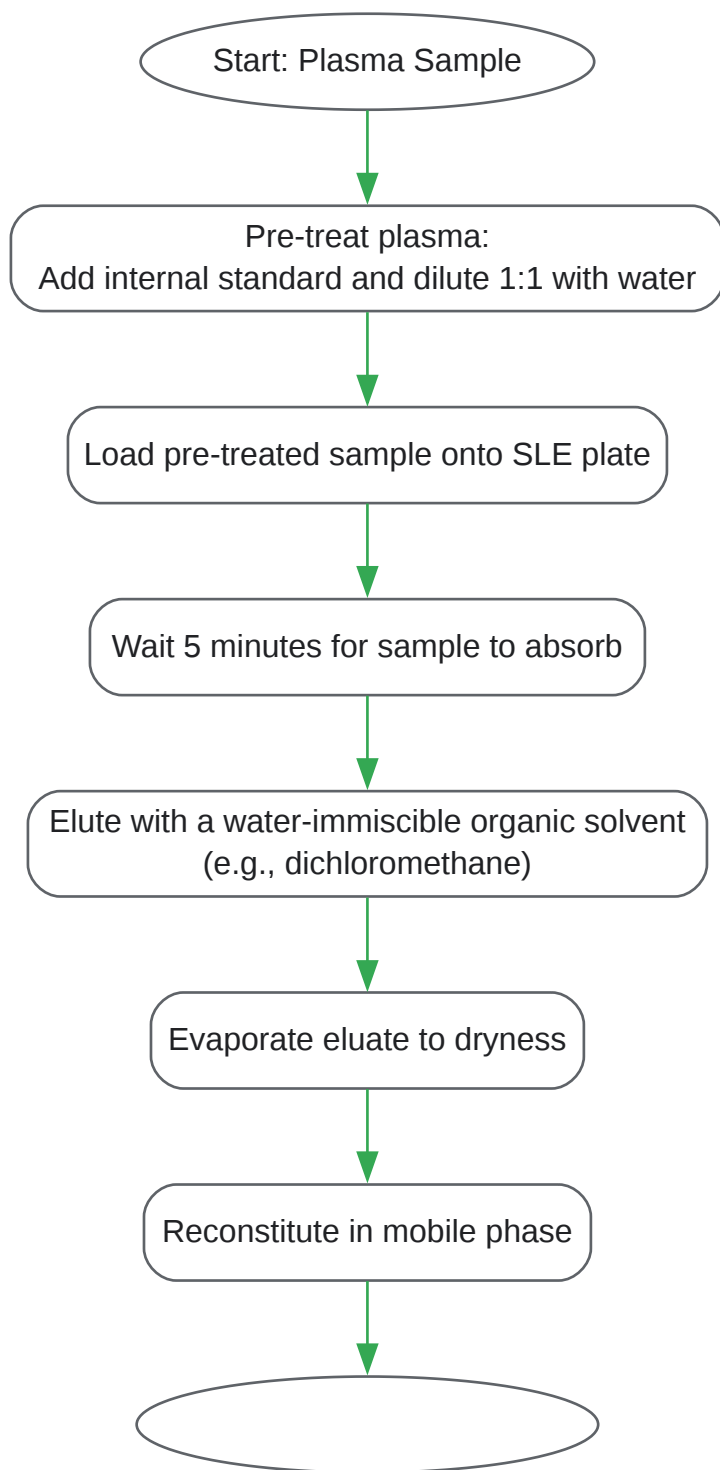 Start: Plasma Sample
Pre-treat plasma:
Add internal standard and dilute 1:1 with water
Load pre-treated sample onto SLE plate
Wait 5 minutes for sample to absorb
Elute with a water-immiscible organic solvent
(e.g., dichloromethane)
Evaporate eluate to dryness
Reconstitute in mobile phase